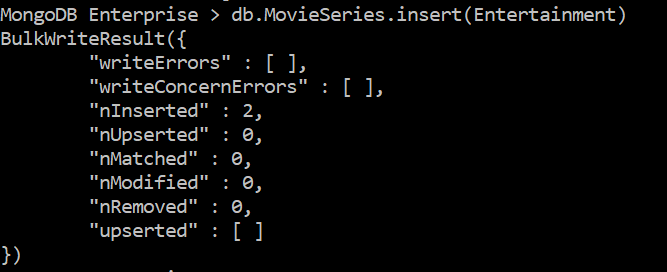 MongoDB Enterprise > db.MovieSeries.insert(Entertainment)
BulkWriteResult({
"writeErrors" : [ ],
"writeConcernErrors" : [ ],
"nInserted" : 2,
"nUpserted" : 0,
"nMatched" : 0,
"nModified" : 0,
"nRemoved" : 0,
"upserted" : [ ]
})